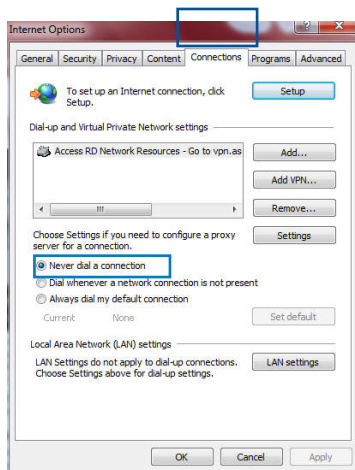 Internet Options
General Security Privacy Content Connections Programs Advanced
To set up an Internet connection, click
Setup.
Setup
Dial-up and Virtual Private Network settings
Access RD Network Resources - Go to vpn.as
Add...
Add VPN...
Remove...
Choose Settings if you need to configure a proxy
server for a connection.
Settings
Never dial a connection
Dial whenever a network connection is not present
Always dial my default connection
Current None
Set default
Local Area Network (LAN) settings
LAN Settings do not apply to dial-up connections.
Choose Settings above for dial-up settings.
LAN settings
OK Cancel Apply